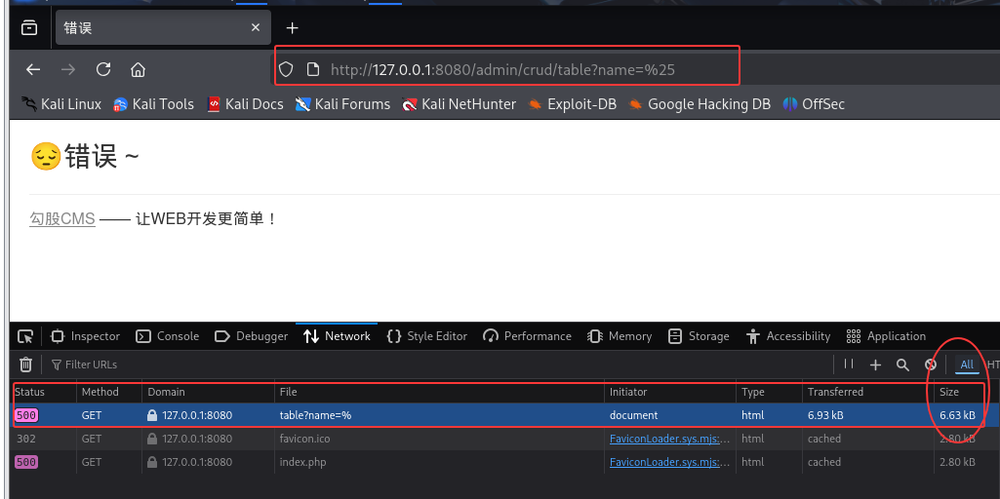 错误
http://127.0.0.1:8080/admin/crud/table?name=%25
Kali Linux Kali Tools Kali Docs Kali Forums Kali NetHunter Exploit-DB Google Hacking DB OffSec
😔错误 ~
勾股CMS —— 让WEB开发更简单！
Inspector Console Debugger Network Style Editor Performance Memory Storage Accessibility Application
Filter URLs All HT
Status Method Domain File Initiator Type Transferred Size
500 GET 127.0.0.1:8080 table?name=% document html 6.93 kB 6.63 kB
302 GET 127.0.0.1:8080 favicon.ico FaviconLoader.sys.mjs:… html cached 2.80 kB
500 GET 127.0.0.1:8080 index.php FaviconLoader.sys.mjs:… html cached 2.80 kB